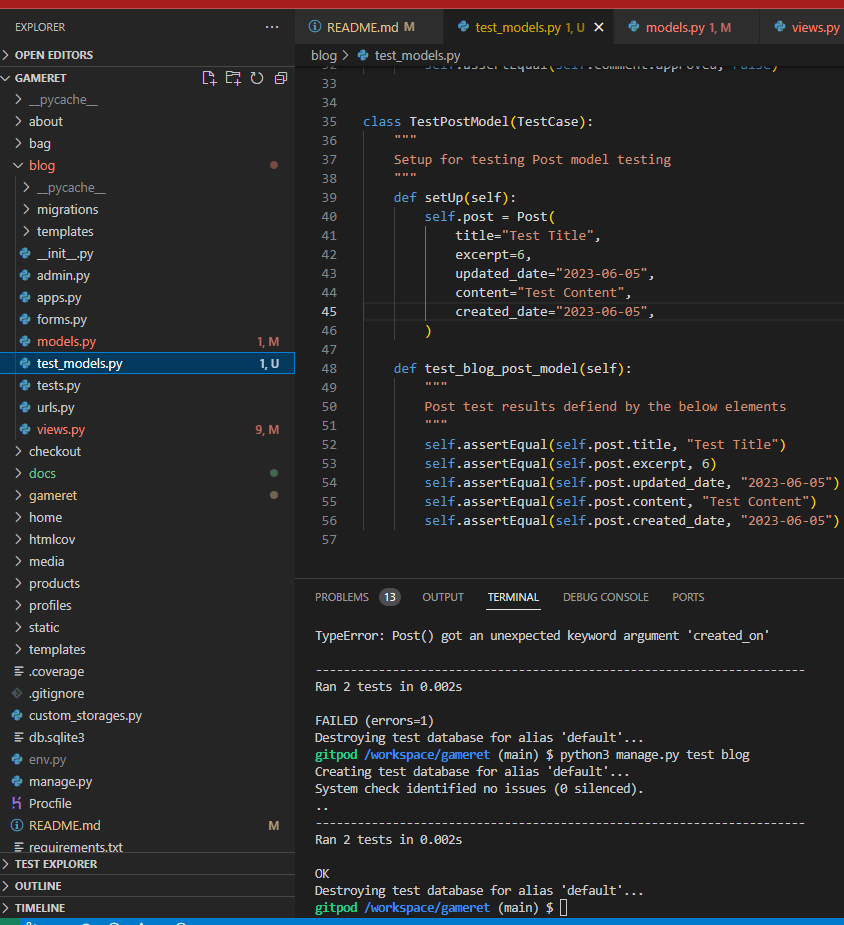 EXPLORER
OPEN EDITORS
GAMERET
__pycache__
about
bag
blog
__pycache__
migrations
templates
__init__.py
admin.py
apps.py
forms.py
models.py 1, M
test_models.py 1, U
tests.py
urls.py
views.py 9, M
checkout
docs
gameret
home
htmlcov
media
products
profiles
static
templates
.coverage
.gitignore
custom_storages.py
db.sqlite3
env.py
manage.py
Procfile
README.md M
requirements.txt
TEST EXPLORER
OUTLINE
TIMELINE
README.md M test_models.py 1, U models.py 1, M views.py
blog > test_models.py
32 self.assertEqual(self.comment.approved, False)
33
34
35 class TestPostModel(TestCase):
36 """
37 Setup for testing Post model testing
38 """
39 def setUp(self):
40 self.post = Post(
41 title="Test Title",
42 excerpt=6,
43 updated_date="2023-06-05",
44 content="Test Content",
45 created_date="2023-06-05",
46 )
47
48 def test_blog_post_model(self):
49 """
50 Post test results defiend by the below elements
51 """
52 self.assertEqual(self.post.title, "Test Title")
53 self.assertEqual(self.post.excerpt, 6)
54 self.assertEqual(self.post.updated_date, "2023-06-05")
55 self.assertEqual(self.post.content, "Test Content")
56 self.assertEqual(self.post.created_date, "2023-06-05")
57
PROBLEMS 13 OUTPUT TERMINAL DEBUG CONSOLE PORTS
TypeError: Post() got an unexpected keyword argument 'created_on'
----------------------------------------------------------------------
Ran 2 tests in 0.002s
FAILED (errors=1)
Destroying test database for alias 'default'...
gitpod /workspace/gameret (main) $ python3 manage.py test blog
Creating test database for alias 'default'...
System check identified no issues (0 silenced).
..
----------------------------------------------------------------------
Ran 2 tests in 0.002s
OK
Destroying test database for alias 'default'...
gitpod /workspace/gameret (main) $